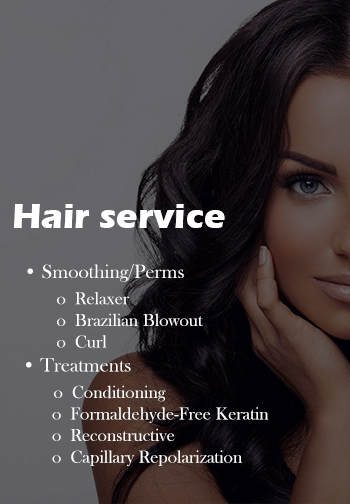 Hair service
• Smoothing/Perms
o Relaxer
o Brazilian Blowout
o Curl
• Treatments
o Conditioning
o Formaldehyde-Free Keratin
o Reconstructive
o Capillary Repolarization